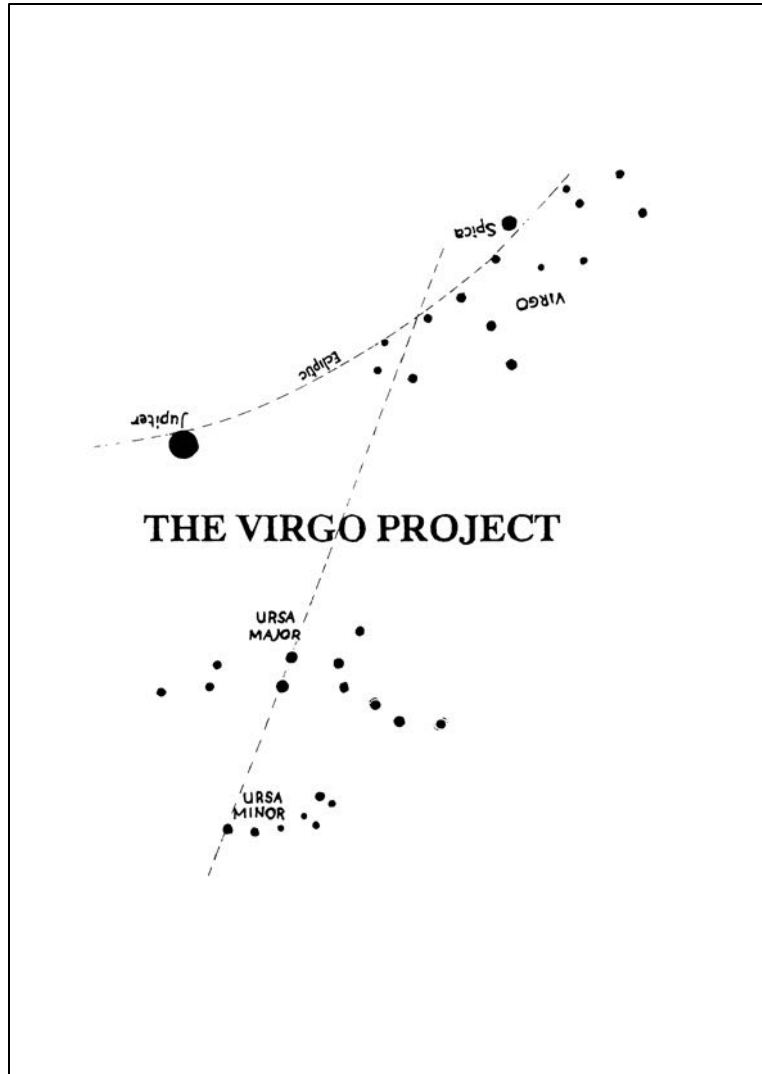 Spica
VIRGO
Ecliptic
Jupiter
THE VIRGO PROJECT
URSA
MAJOR
URSA
MINOR